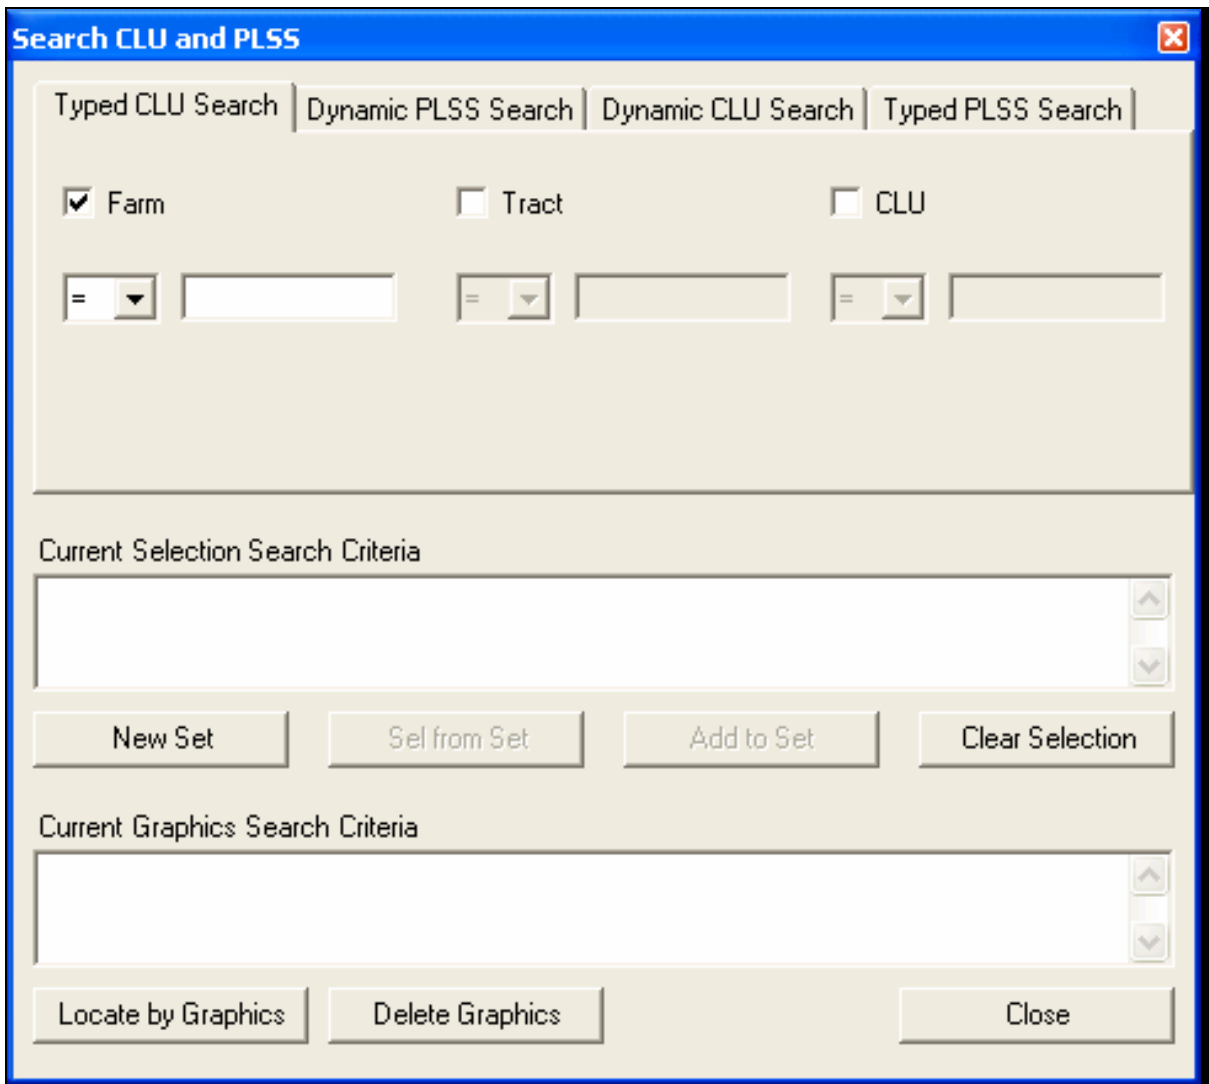 Search CLU and PLSS
Typed CLU Search Dynamic PLSS Search Dynamic CLU Search Typed PLSS Search
Farm Tract CLU
= = =
Current Selection Search Criteria
New Set Sel from Set Add to Set Clear Selection
Current Graphics Search Criteria
Locate by Graphics Delete Graphics Close